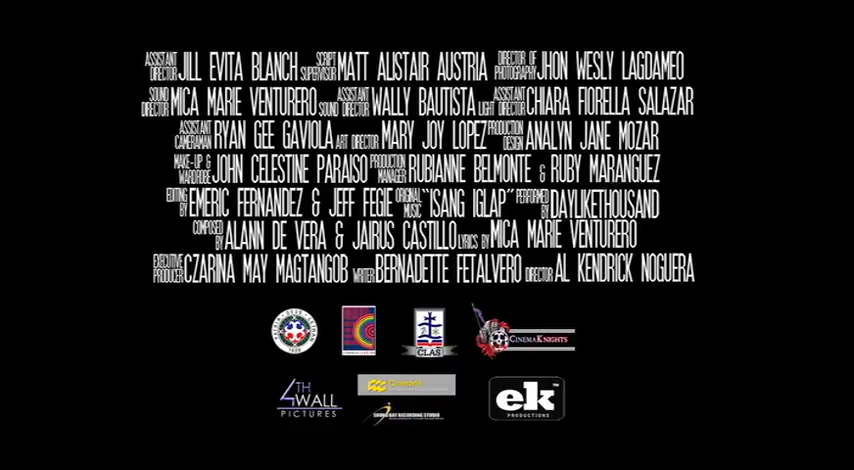 ASSISTANT DIRECTOR JILL EVITA BLANCH SCRIPT SUPERVISOR MATT ALISTAIR AUSTRIA DIRECTOR OF PHOTOGRAPHY JHON WESLY LAGDAMEO
SOUND DIRECTOR MICA MARIE VENTURERO ASSISTANT SOUND DIRECTOR WALLY BAUTISTA ASSISTANT LIGHT DIRECTOR CHIARA FIORELLA SALAZAR
ASSISTANT CAMERAMAN RYAN GEE GAVIOLA ART DIRECTOR MARY JOY LOPEZ PRODUCTION DESIGN ANALYN JANE MOZAR
MAKE-UP & WARDROBE JOHN CELESTINE PARAISO PRODUCTION MANAGER RUBIANNE BELMONTE & RUBY MARANGUEZ
EDITING BY EMERIC FERNANDEZ & JEFF FEGIE ORIGINAL MUSIC "ISANG IGLAP" PERFORMED BY DAYLIKETHOUSAND
COMPOSED BY ALANN DE VERA & JAIRUS CASTILLO LYRICS BY MICA MARIE VENTURERO
EXECUTIVE PRODUCER CZARINA MAY MAGTANGOB WRITER BERNADETTE FETALVERO DIRECTOR AL KENDRICK NOGUERA
CLAS
CINEMAKNIGHTS
4TH WALL
PICTURES
SOUND BAY RECORDING STUDIO
ek™
PRODUCTIONS